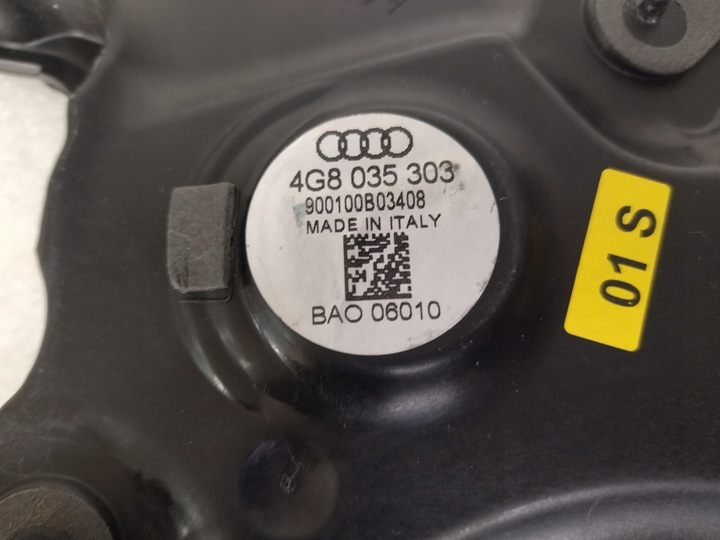 4G8 035 303
900100B03408
MADE IN ITALY
BAO 06010
01 S